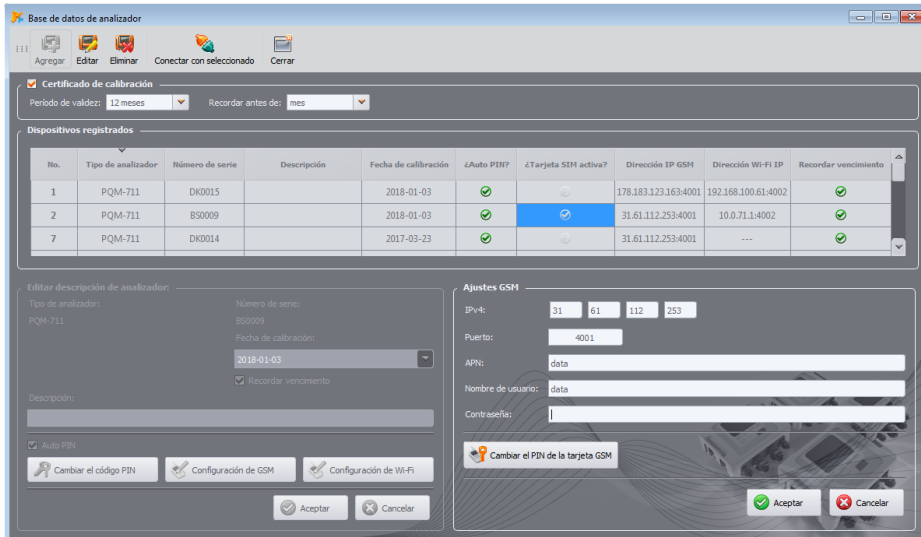 Base de datos de analizador
Agregar Editar Eliminar Conectar con seleccionado Cerrar
Certificado de calibración
Período de validez: 12 meses Recordar antes de: mes
Dispositivos registrados
No. Tipo de analizador Número de serie Descripción Fecha de calibración ¿Auto PIN? ¿Tarjeta SIM activa? Dirección IP GSM Dirección Wi-Fi IP Recordar vencimiento
1 PQM-711 DK0015 2018-01-03 178.183.123.163:4001 192.168.100.61:4002
2 PQM-711 BS0009 2018-01-03 31.61.112.253:4001 10.0.71.1:4002
7 PQM-711 DK0014 2017-03-23 31.61.112.253:4001 ---
Editar descripción de analizador:
Tipo de analizador: Número de serie:
PQM-711 BS0009
Fecha de calibración:
2018-01-03
Recordar vencimiento
Descripción:
Auto PIN
Cambiar el código PIN Configuración de GSM Configuración de Wi-Fi
Aceptar Cancelar
Ajustes GSM
IPv4: 31 61 112 253
Puerto: 4001
APN: data
Nombre de usuario: data
Contraseña:
Cambiar el PIN de la tarjeta GSM
Aceptar Cancelar